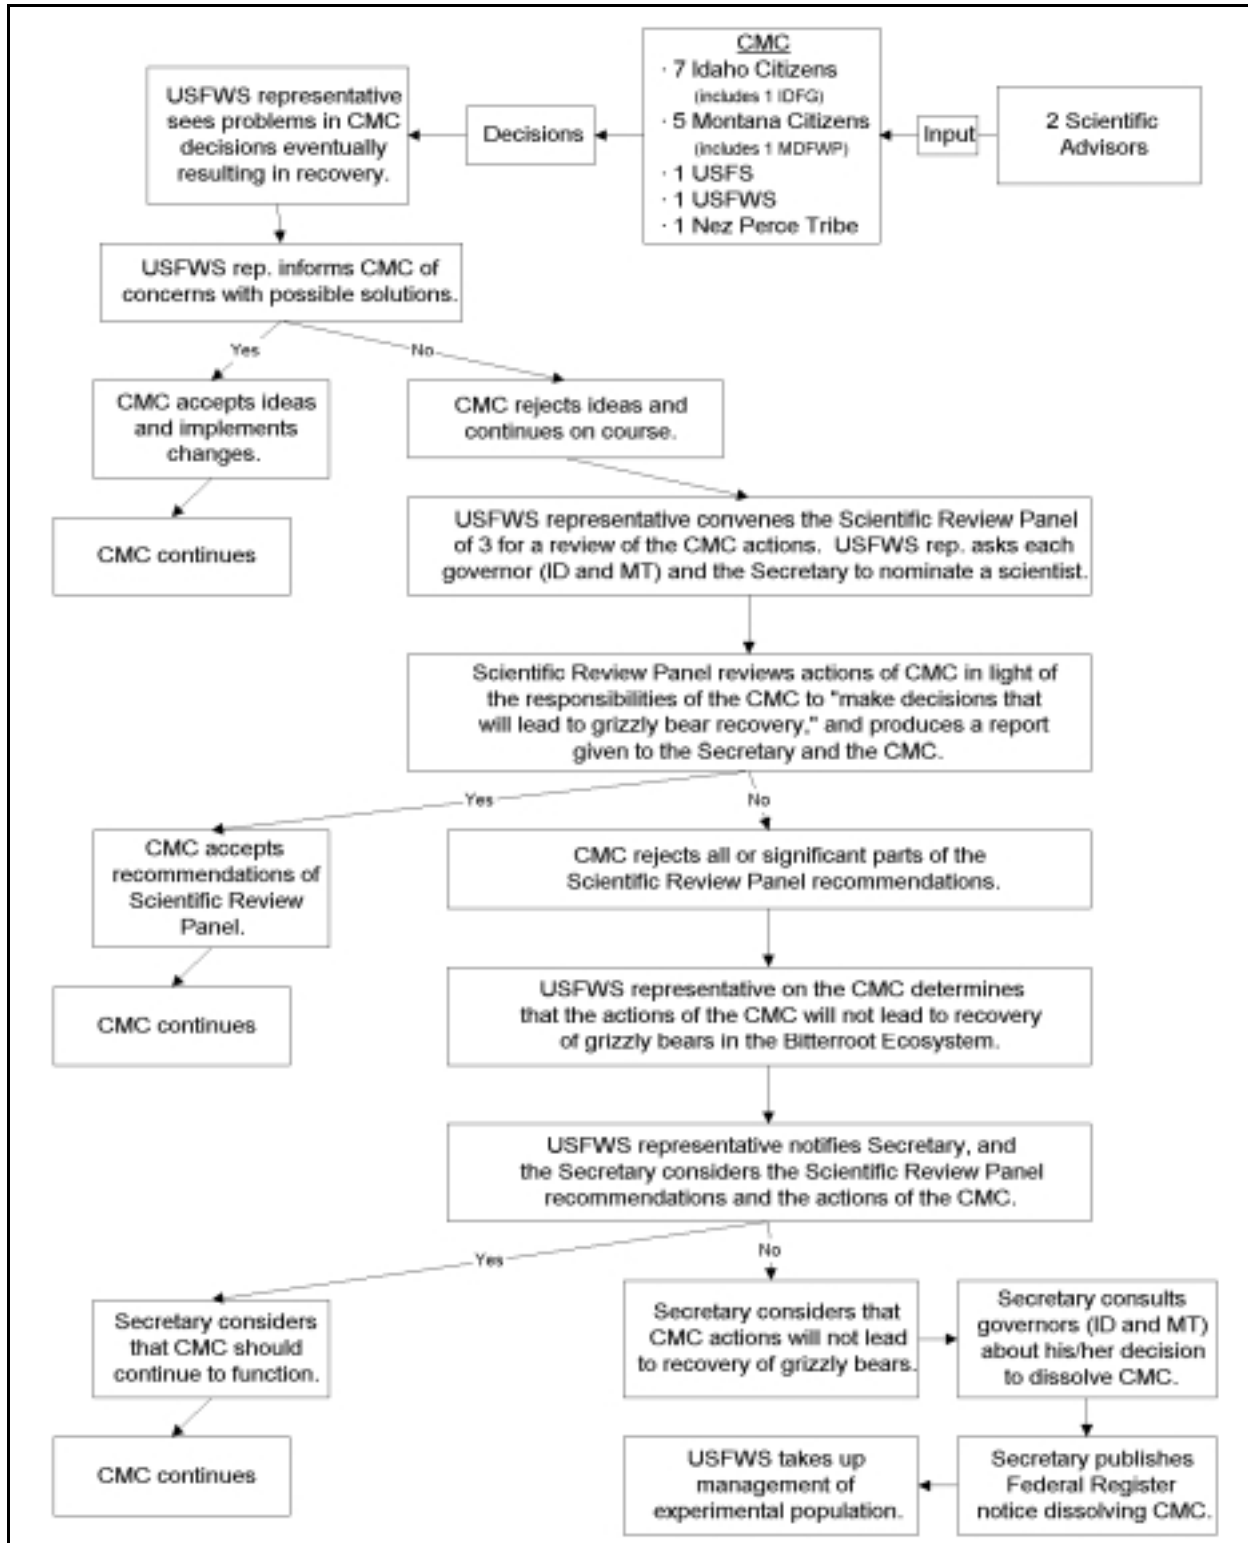 CMC
· 7 Idaho Citizens
(includes 1 IDFG)
· 5 Montana Citizens
(includes 1 MDFWP)
· 1 USFS
· 1 USFWS
· 1 Nez Perce Tribe
Input
2 Scientific
Advisors
Decisions
USFWS representative
sees problems in CMC
decisions eventually
resulting in recovery.
USFWS rep. informs CMC of
concerns with possible solutions.
Yes
No
CMC accepts ideas
and implements
changes.
CMC rejects ideas and
continues on course.
CMC continues
USFWS representative convenes the Scientific Review Panel
of 3 for a review of the CMC actions. USFWS rep. asks each
governor (ID and MT) and the Secretary to nominate a scientist.
Scientific Review Panel reviews actions of CMC in light of
the responsibilities of the CMC to "make decisions that
will lead to grizzly bear recovery," and produces a report
given to the Secretary and the CMC.
Yes
No
CMC accepts
recommendations of
Scientific Review
Panel.
CMC rejects all or significant parts of the
Scientific Review Panel recommendations.
CMC continues
USFWS representative on the CMC determines
that the actions of the CMC will not lead to recovery
of grizzly bears in the Bitterroot Ecosystem.
USFWS representative notifies Secretary, and
the Secretary considers the Scientific Review Panel
recommendations and the actions of the CMC.
Yes
No
Secretary considers
that CMC should
continue to function.
Secretary considers that
CMC actions will not lead
to recovery of grizzly bears.
Secretary consults
governors (ID and MT)
about his/her decision
to dissolve CMC.
CMC continues
USFWS takes up
management of
experimental population.
Secretary publishes
Federal Register
notice dissolving CMC.